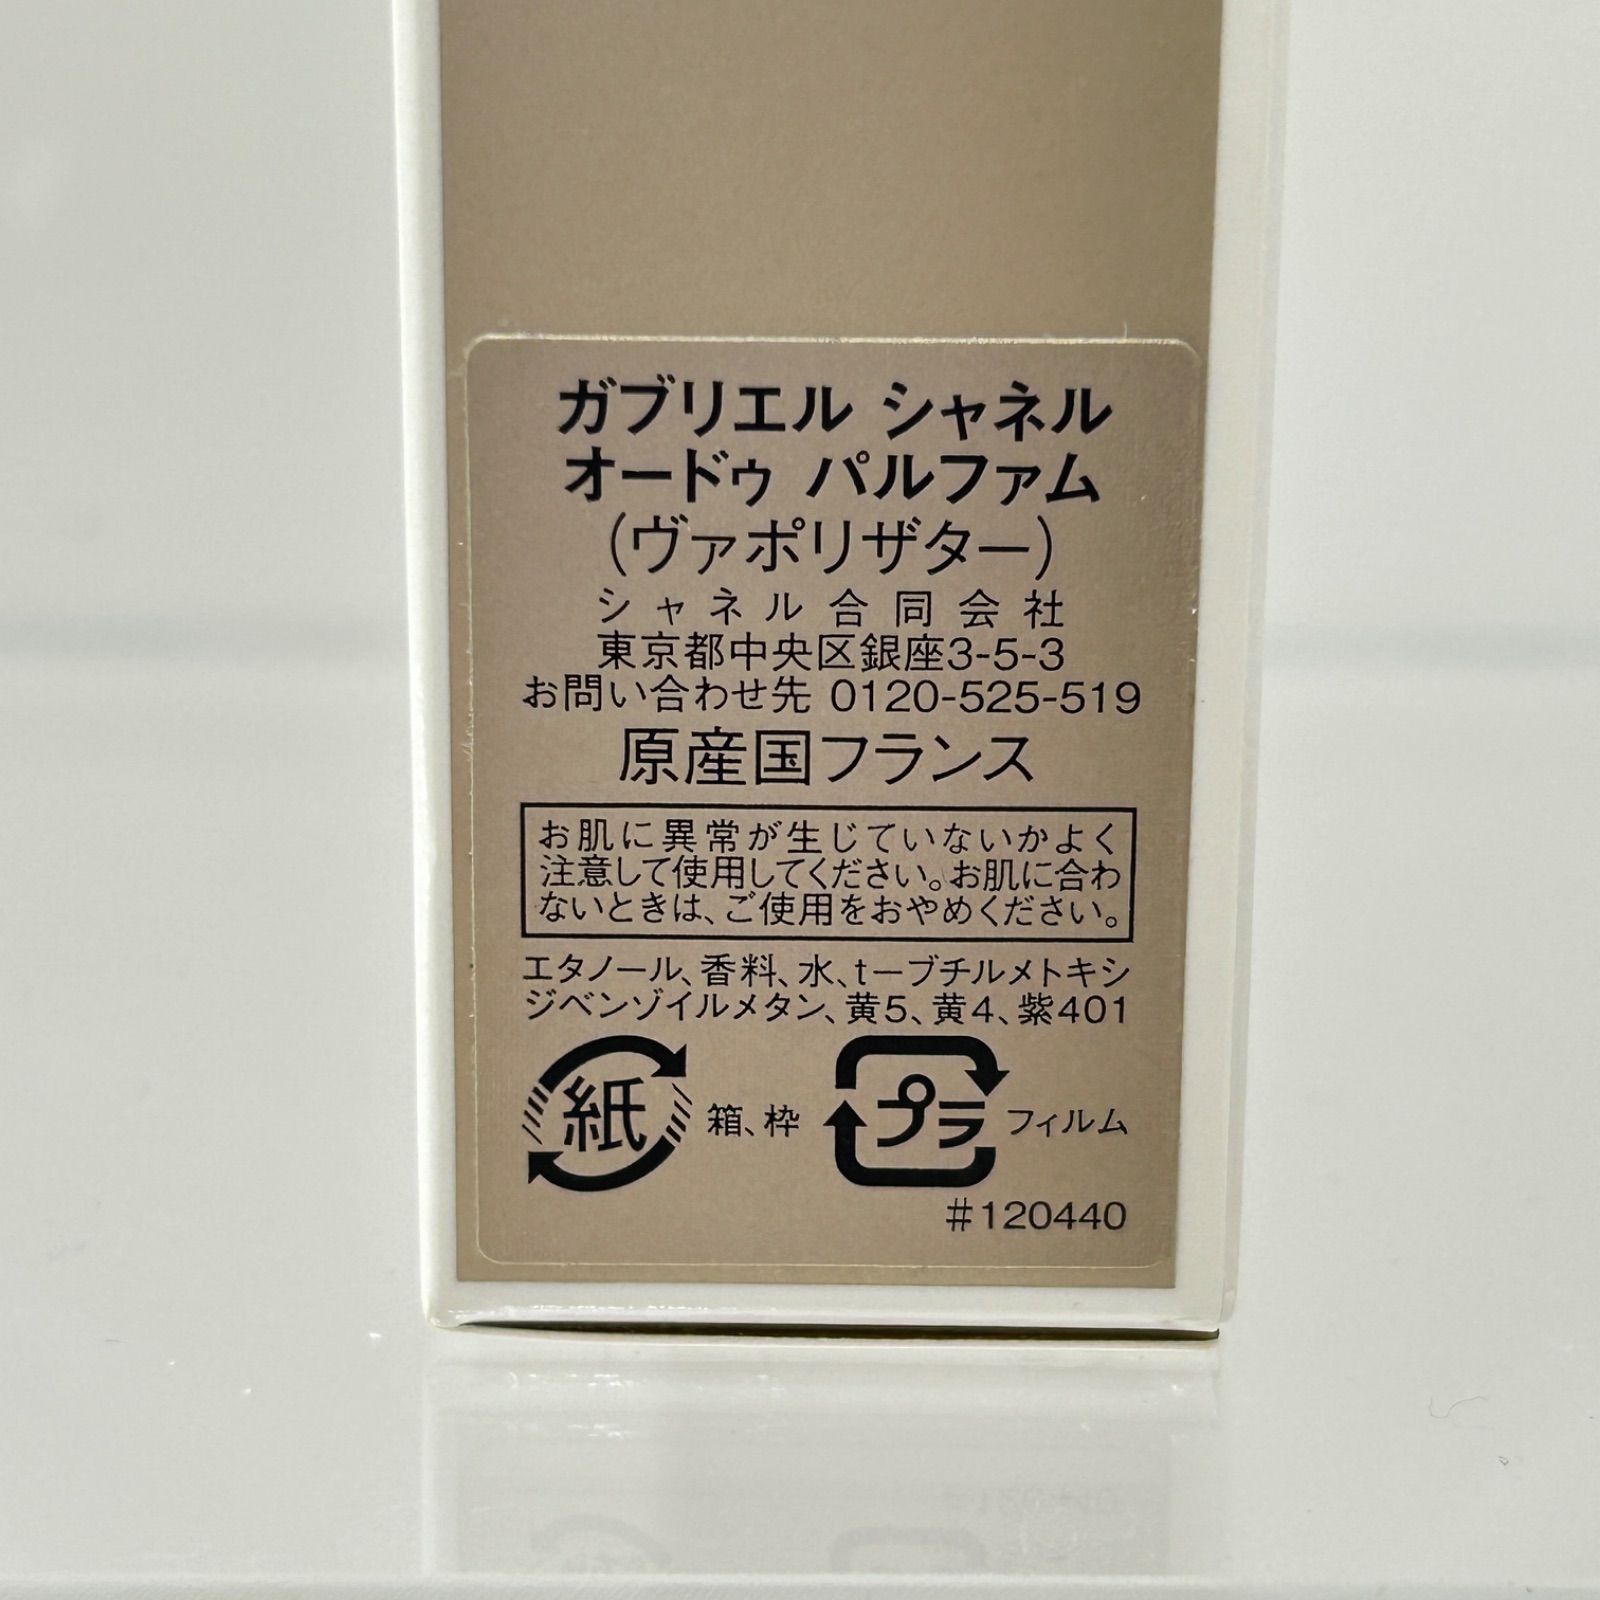 ガブリエル シャネル
オードゥ パルファム
(ヴァポリザター)
シャネル合同会社
東京都中央区銀座3-5-3
お問い合わせ先 0120-525-519
原産国フランス
お肌に異常が生じていないかよく
注意して使用してください。お肌に合わ
ないときは、ご使用をおやめください。
エタノール、香料、水、t－ブチルメトキシ
ジベンゾイルメタン、黄5、黄4、紫401
紙 箱、枠 プラ フィルム
#120440